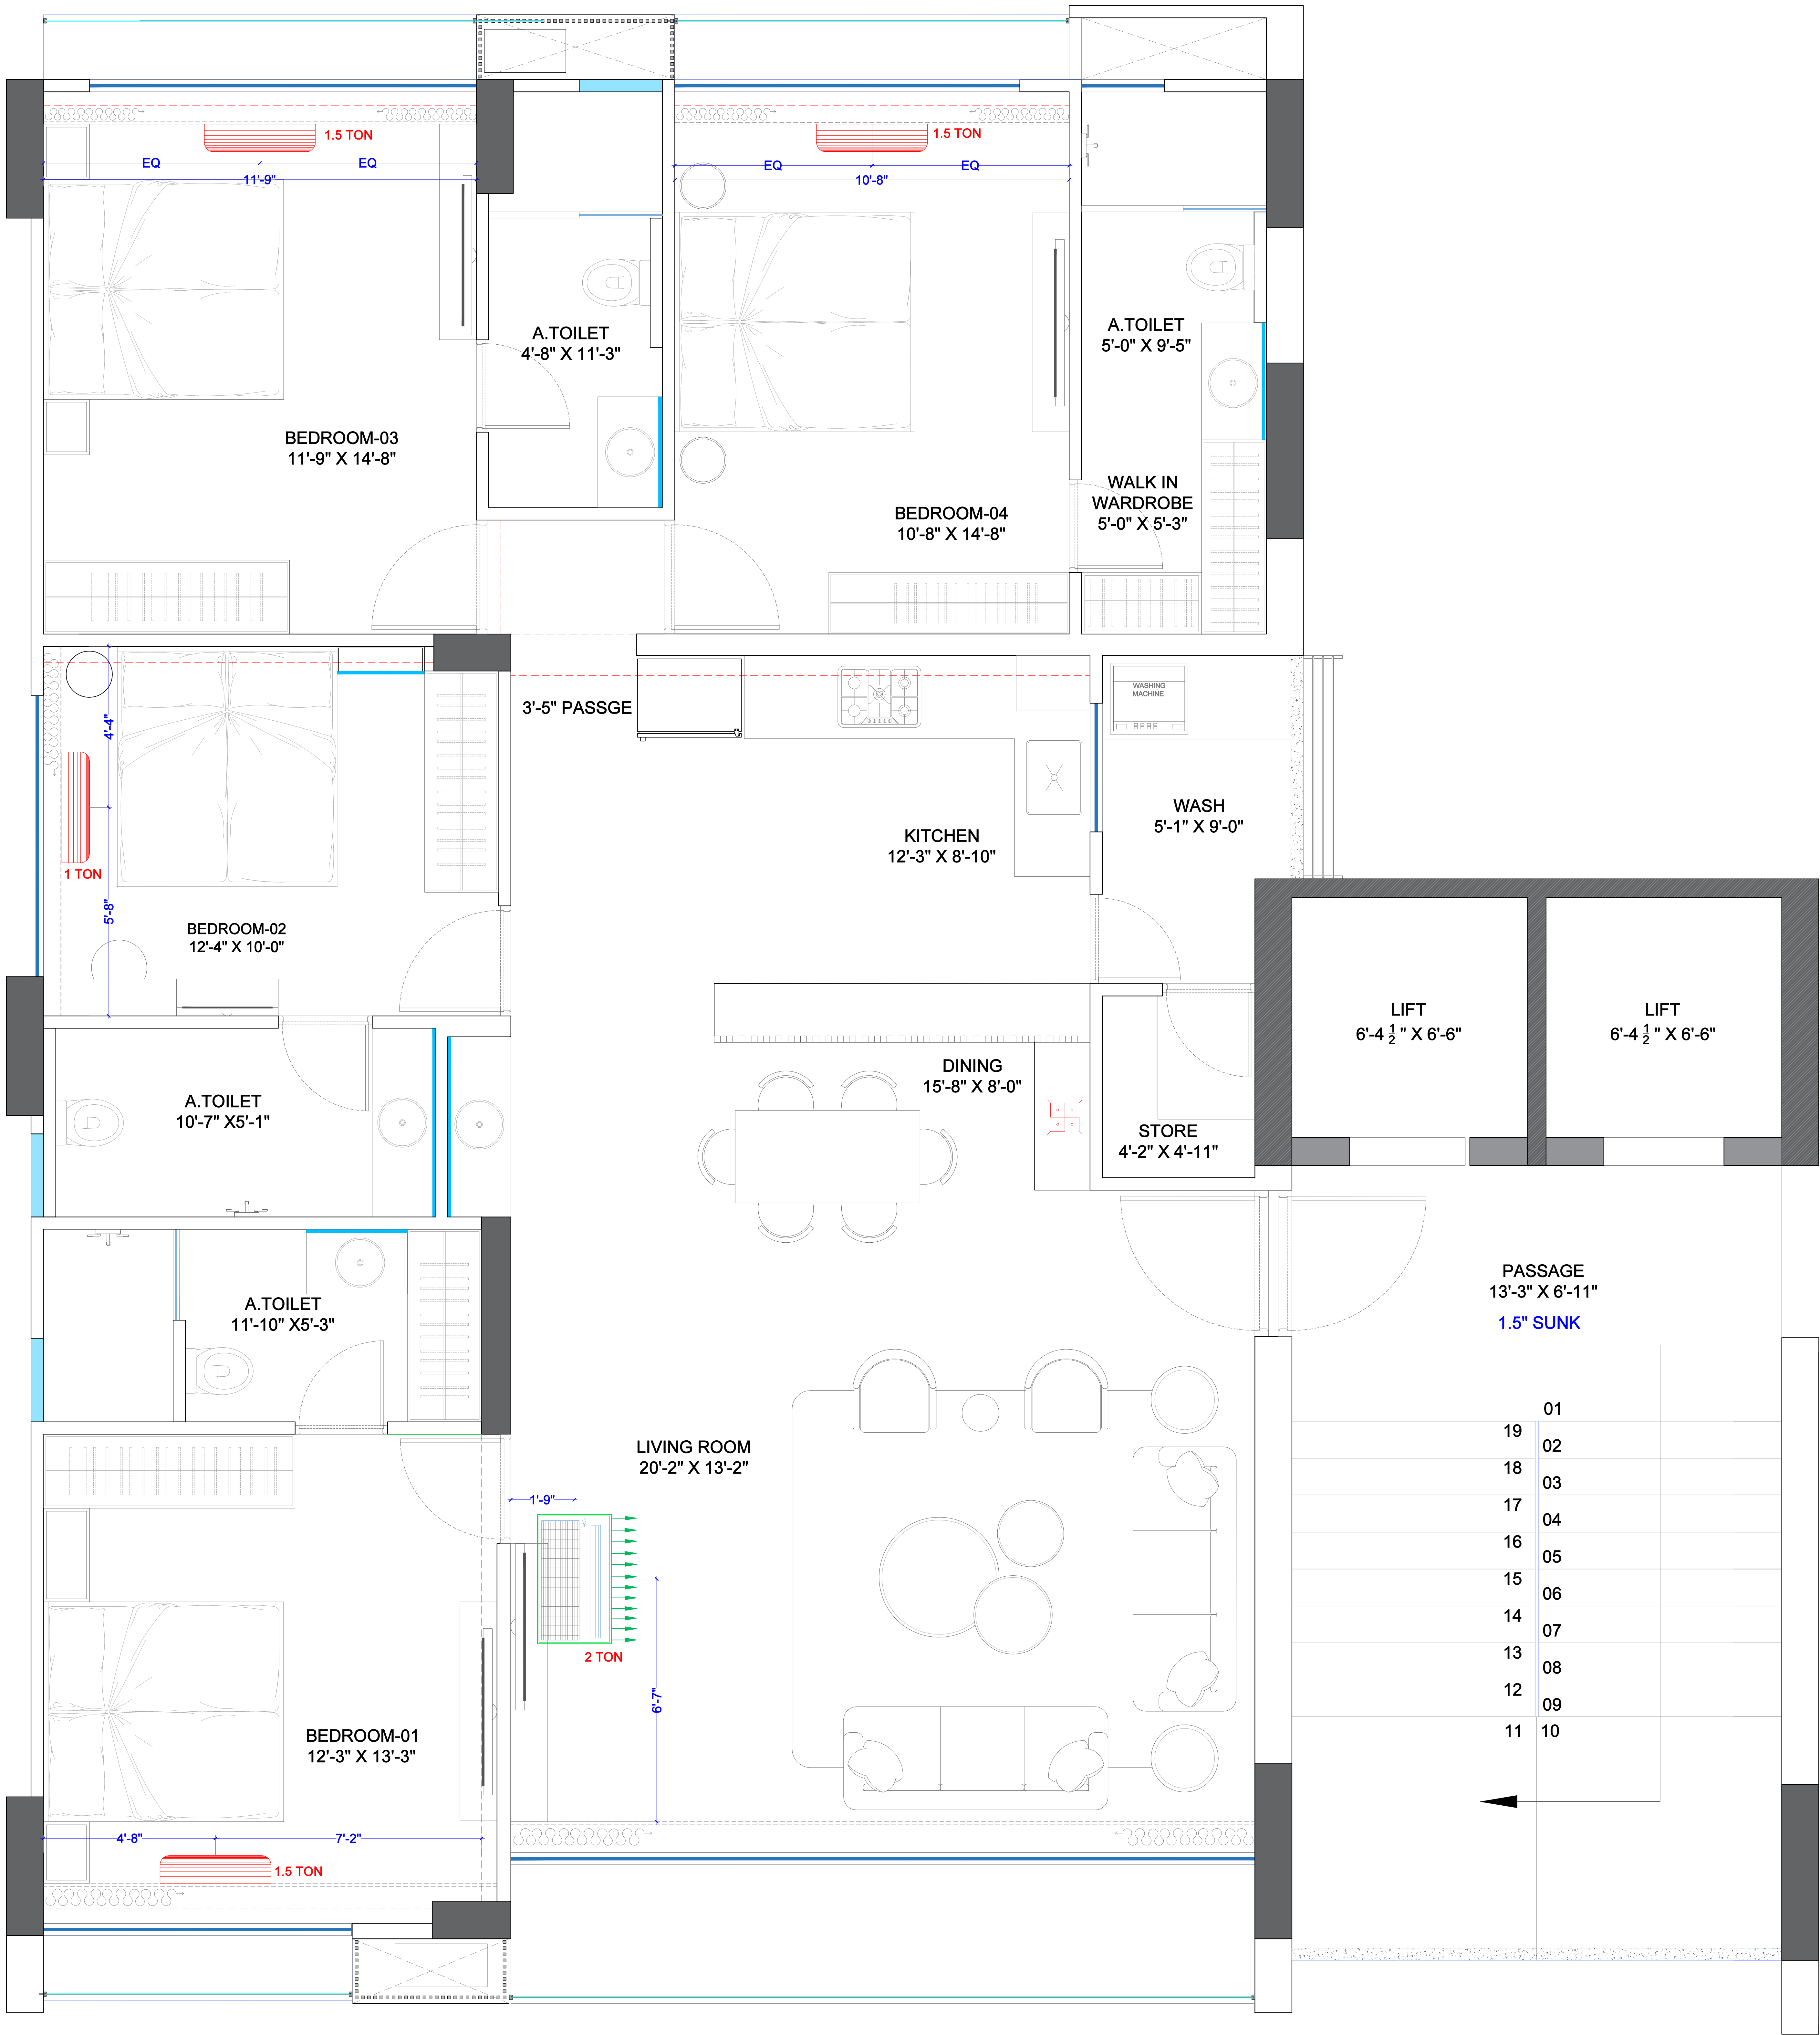 1.5 TON
1.5 TON
EQ
EQ
11'-9"
EQ
EQ
10'-8"
A.TOILET
4'-8" X 11'-3"
A.TOILET
5'-0" X 9'-5"
BEDROOM-03
11'-9" X 14'-8"
WALK IN
WARDROBE
5'-0" X 5'-3"
BEDROOM-04
10'-8" X 14'-8"
WASHING
MACHINE
3'-5" PASSGE
4'-4"
WASH
5'-1" X 9'-0"
KITCHEN
12'-3" X 8'-10"
1 TON
5'-8"
BEDROOM-02
12'-4" X 10'-0"
LIFT
6'-4 1/2" X 6'-6"
LIFT
6'-4 1/2" X 6'-6"
DINING
15'-8" X 8'-0"
A.TOILET
10'-7" X5'-1"
STORE
4'-2" X 4'-11"
PASSAGE
13'-3" X 6'-11"
1.5" SUNK
A.TOILET
11'-10" X5'-3"
01
19
02
18
03
17
04
16
05
15
06
14
07
13
08
12
09
11
10
LIVING ROOM
20'-2" X 13'-2"
1'-9"
2 TON
6'-7"
BEDROOM-01
12'-3" X 13'-3"
4'-8"
7'-2"
1.5 TON